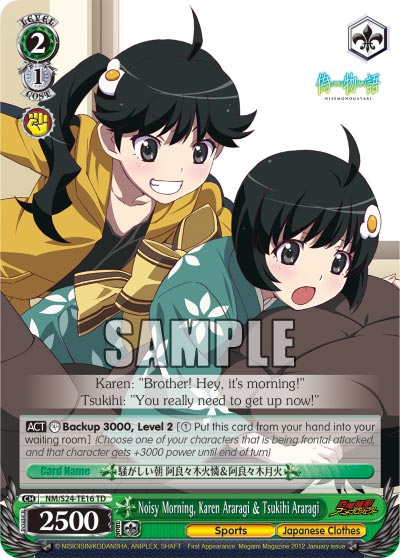 LEVEL
2
1
COST
偽物語
NISEMONOGATARI
SAMPLE
Karen: "Brother! Hey, it's morning!"
Tsukihi: "You really need to get up now!"
ACT Backup 3000, Level 2 [① Put this card from your hand into your
waiting room] (Choose one of your characters that is being frontal attacked,
and that character gets +3000 power until end of turn)
Card Name 騒がしい朝 阿良々木火憐&阿良々木月火
CH NM/S24-TE16 TD
Noisy Morning, Karen Araragi & Tsukihi Araragi
POWER 2500
Sports
Japanese Clothes
© NISIOISIN/KODANSHA, ANIPLEX, SHAFT First Appearance: Megami Magazine 2012 January issue